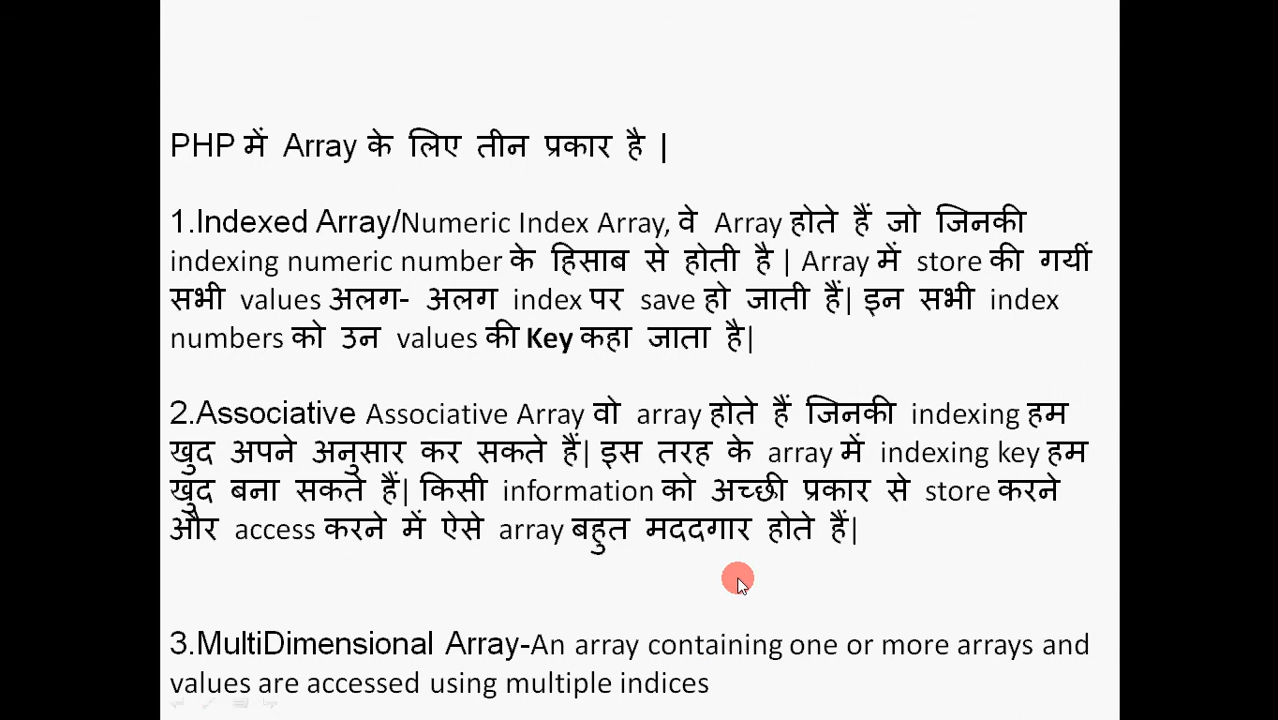 PHP में Array के लिए तीन प्रकार है |
1.Indexed Array/Numeric Index Array, वे Array होते हैं जो जिनकी
indexing numeric number के हिसाब से होती है | Array में store की गयीं
सभी values अलग- अलग index पर save हो जाती हैं| इन सभी index
numbers को उन values की Key कहा जाता है|
2.Associative Associative Array वो array होते हैं जिनकी indexing हम
खुद अपने अनुसार कर सकते हैं| इस तरह के array में indexing key हम
खुद बना सकते हैं| किसी information को अच्छी प्रकार से store करने
और access करने में ऐसे array बहुत मददगार होते हैं|
3.MultiDimensional Array-An array containing one or more arrays and
values are accessed using multiple indices